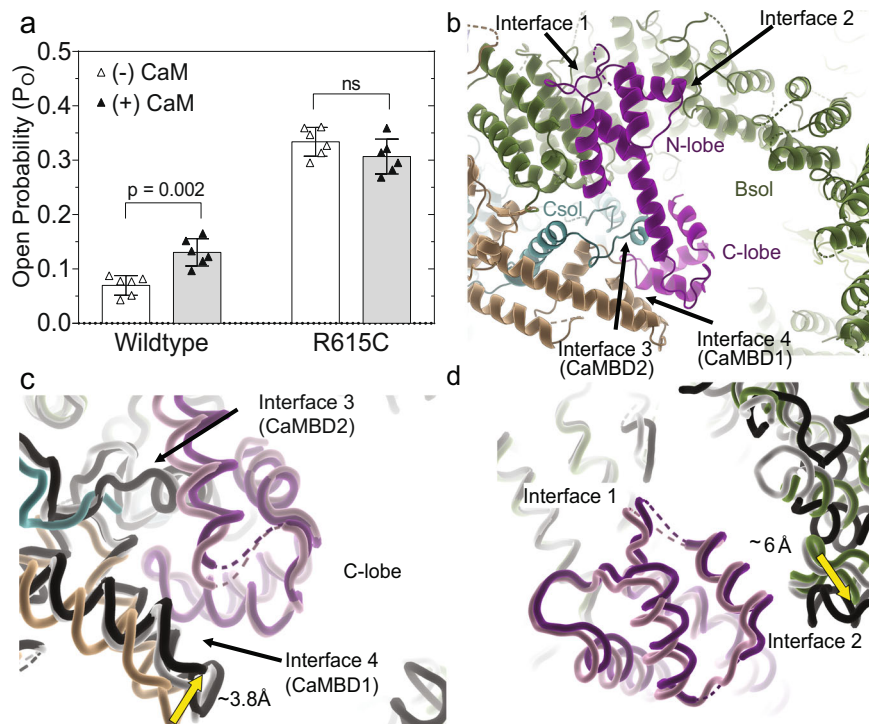 a
Open Probability (Po)
0.5
0.4
0.3
0.2
0.1
0.0
(-) CaM
(+) CaM
p = 0.002
ns
Wildtype
R615C
b
Interface 1
Interface 2
N-lobe
Bsol
Csol
C-lobe
Interface 3
(CaMBD2)
Interface 4
(CaMBD1)
c
Interface 3
(CaMBD2)
C-lobe
Interface 4
(CaMBD1)
~3.8Å
d
Interface 1
~6Å
Interface 2